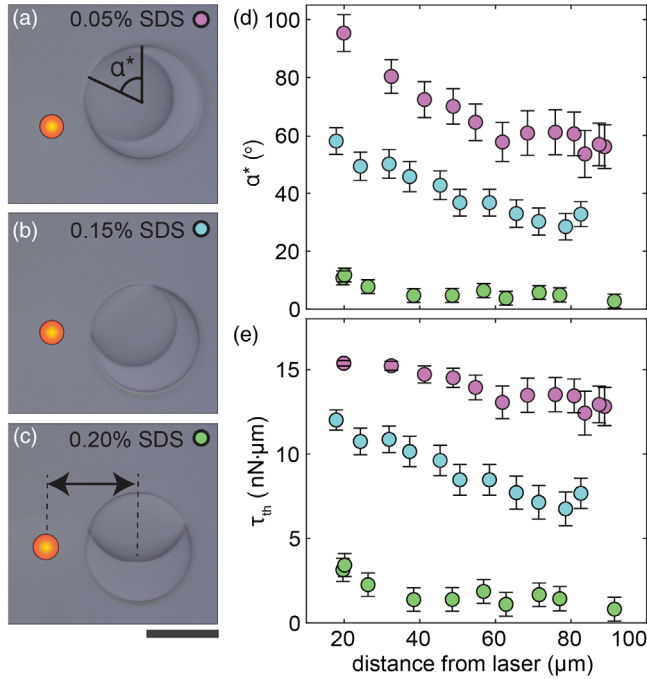 (a) 0.05% SDS
α*
(b) 0.15% SDS
(c) 0.20% SDS
(d)
100
80
60
40
20
0
α* (°)
(e)
15
10
5
0
τth ( nN·µm)
20 40 60 80 100
distance from laser (µm)